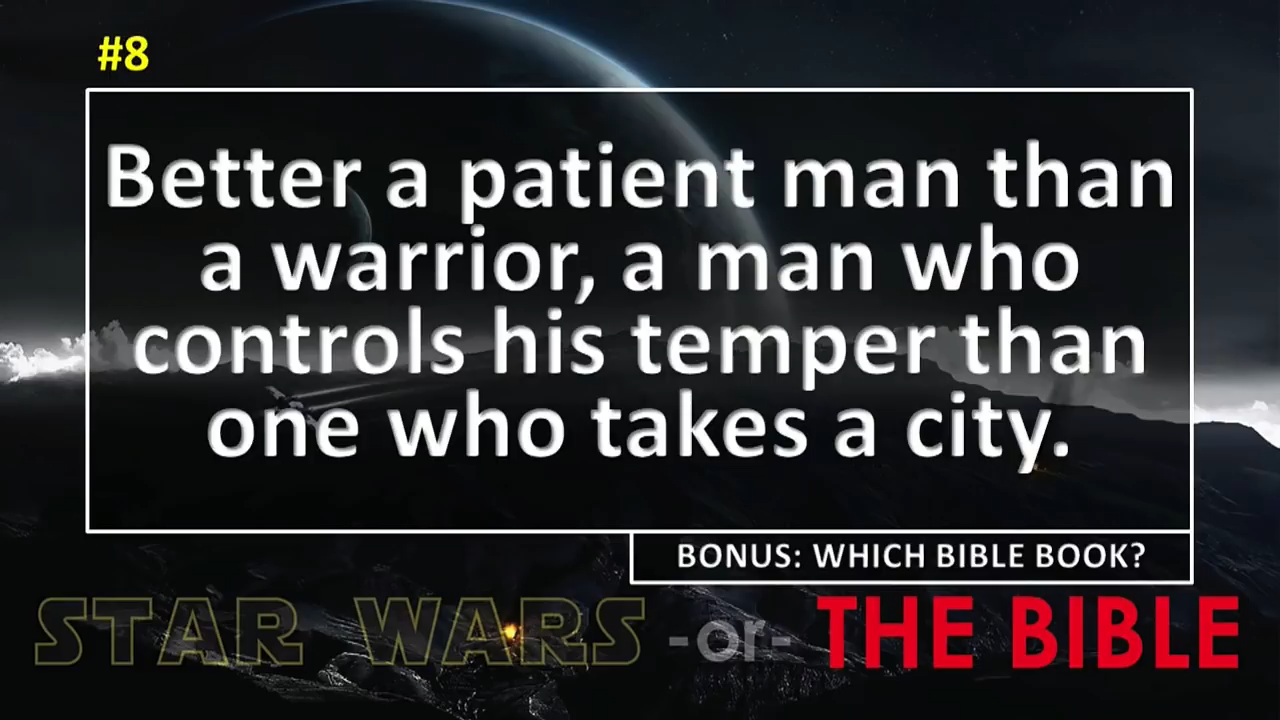 #8
Better a patient man than
a warrior, a man who
controls his temper than
one who takes a city.
BONUS: WHICH BIBLE BOOK?
STAR WARS -or- THE BIBLE